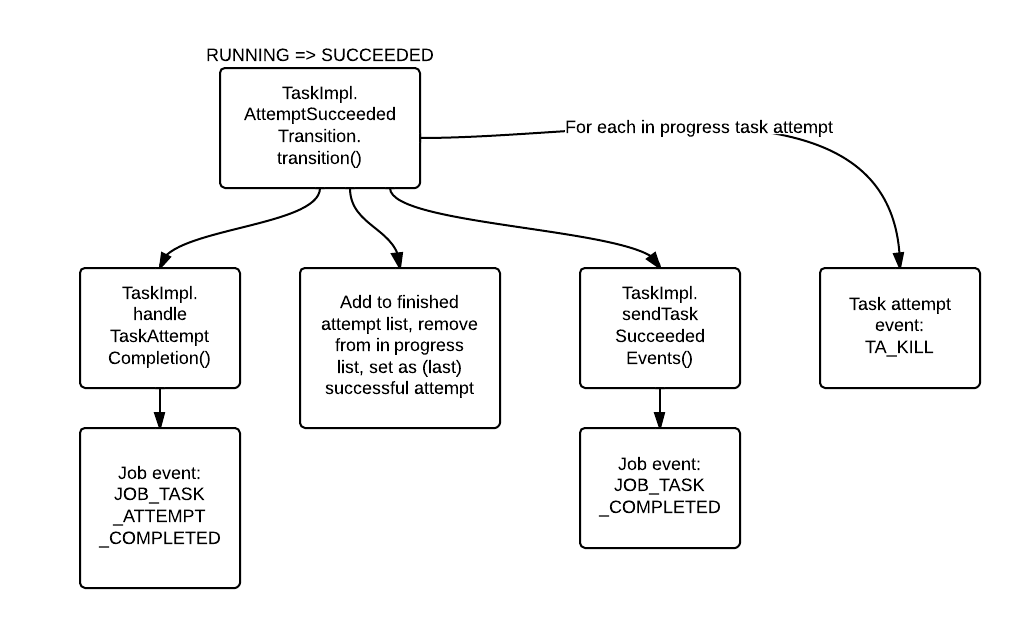 RUNNING => SUCCEEDED
TaskImpl.
AttemptSucceeded
Transition.
transition()
For each in progress task attempt
TaskImpl.
handle
TaskAttempt
Completion()
Add to finished
attempt list, remove
from in progress
list, set as (last)
successful attempt
TaskImpl.
sendTask
Succeeded
Events()
Task attempt
event:
TA_KILL
Job event:
JOB_TASK
_ATTEMPT
_COMPLETED
Job event:
JOB_TASK
_COMPLETED